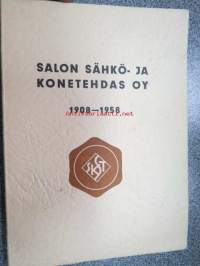 SALON SÄHKÖ- JA
KONETEHDAS OY
1908—1958